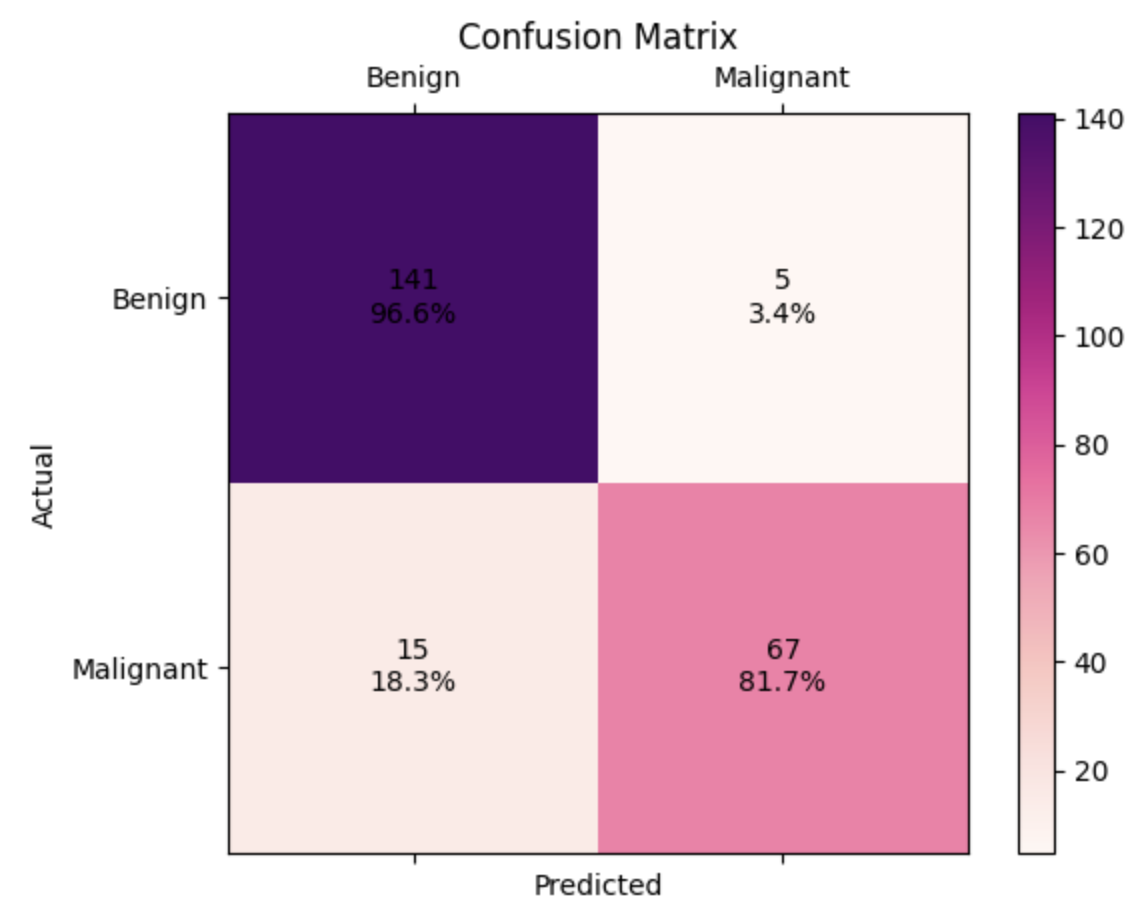 Confusion Matrix
Benign Malignant
140
120
100
80
60
40
20
Benign
141
96.6%
5
3.4%
Actual
Malignant
15
18.3%
67
81.7%
Predicted